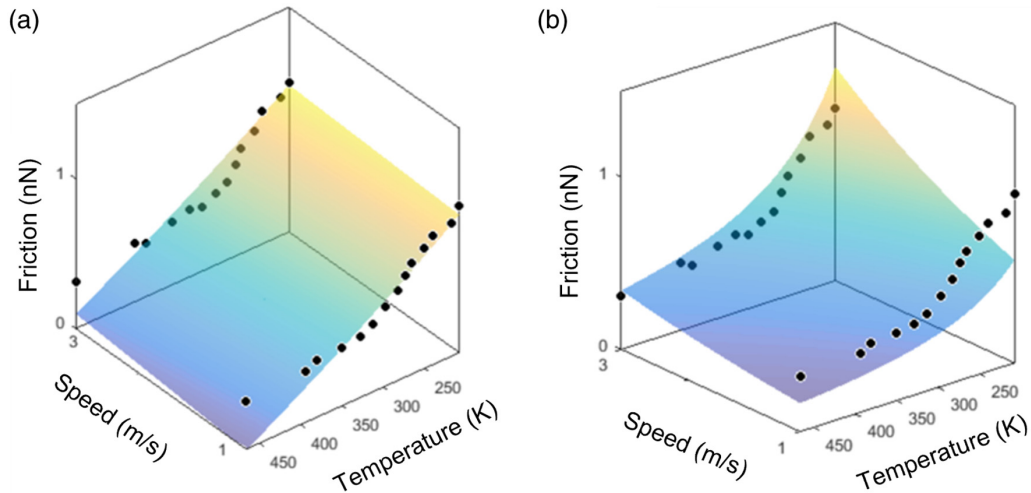 (a)
Friction (nN)
1
0
3
Speed (m/s)
1
450
400
350
300
250
Temperature (K)
(b)
Friction (nN)
1
0
3
Speed (m/s)
1
450
400
350
300
250
Temperature (K)